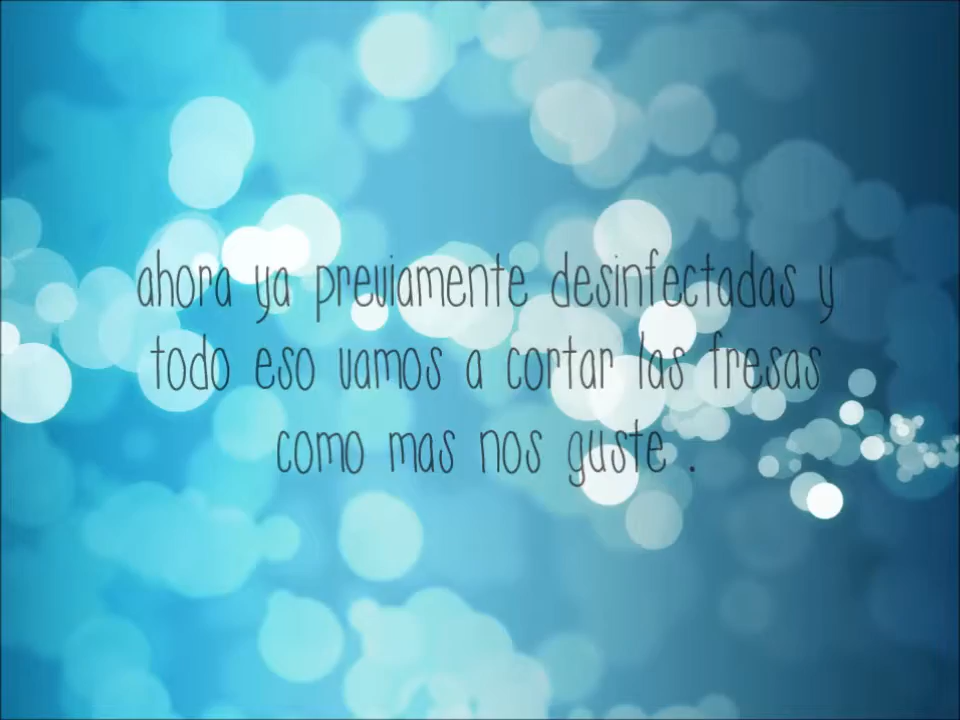 ahora ya previamente desinfectadas y
todo eso vamos a cortar las fresas
como mas nos guste .